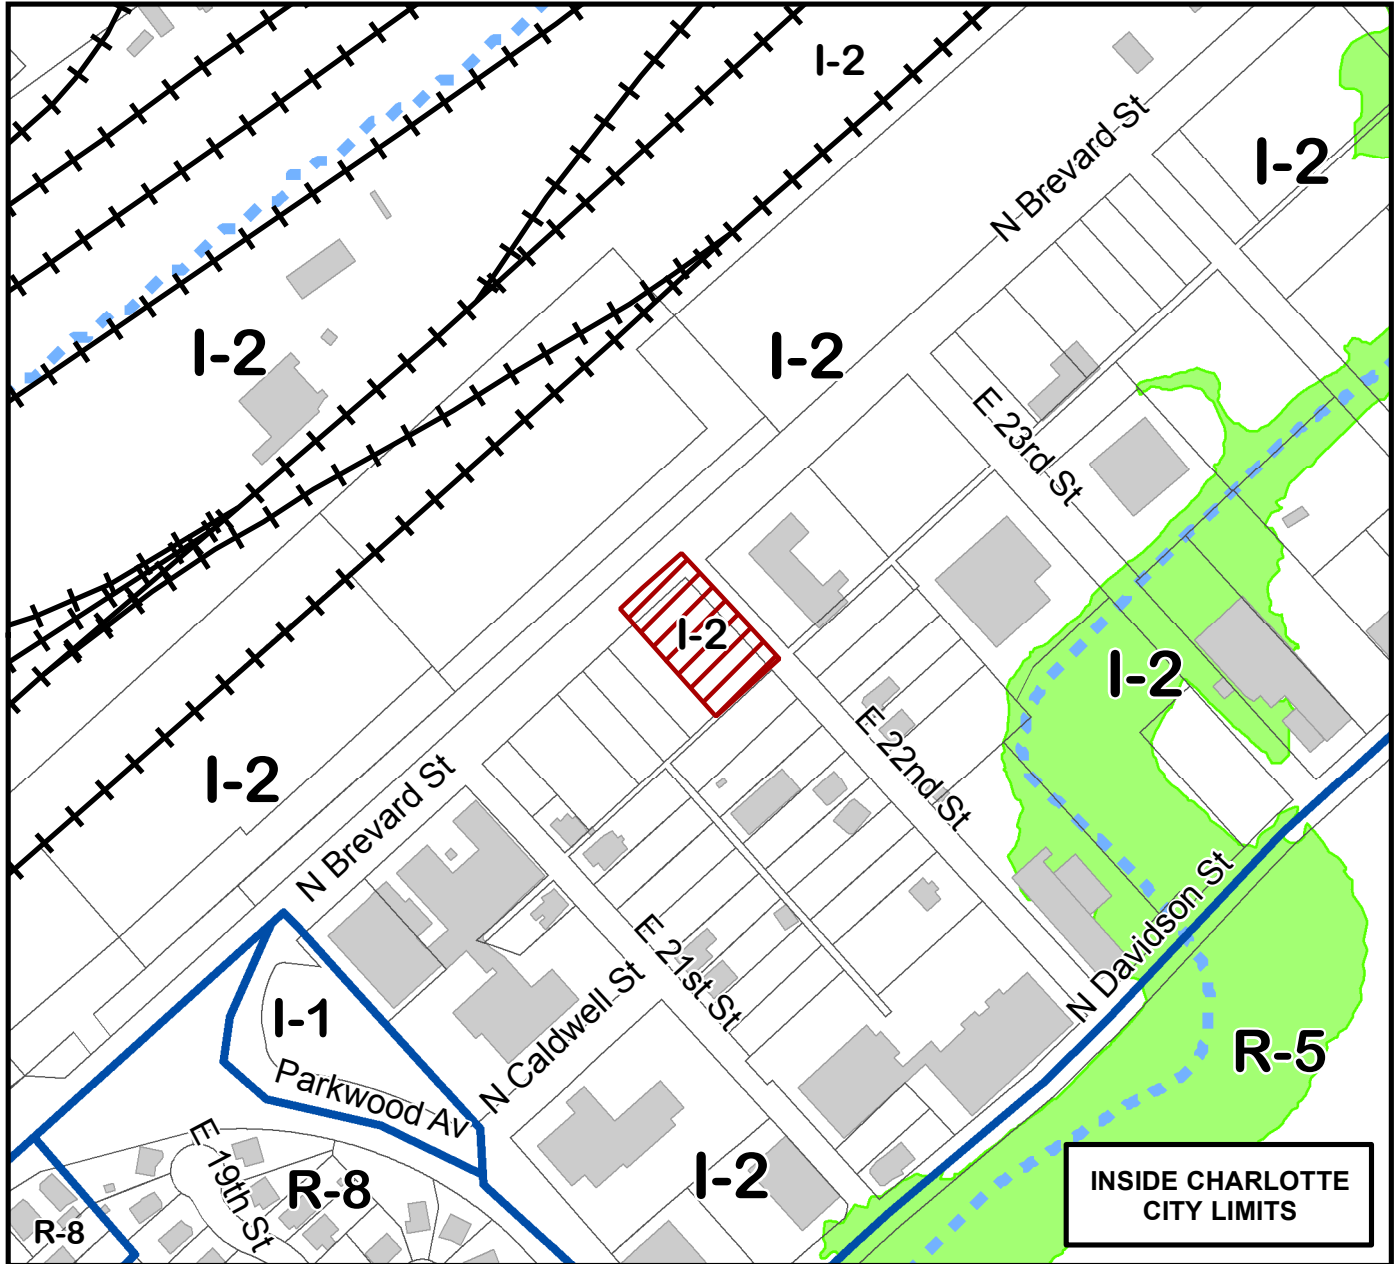 I-2
N Brevard St
I-2
I-2
I-2
E 23rd St
I-2
I-2
E 22nd St
I-2
N Brevard St
N Davidson St
E 21st St
N Caldwell St
I-1
Parkwood Av
R-5
E 19th St
R-8
I-2
R-8
INSIDE CHARLOTTE
CITY LIMITS